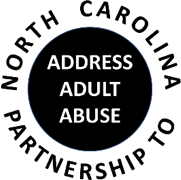 NORTH CAROLINA
PARTNERSHIP TO
ADDRESS
ADULT
ABUSE